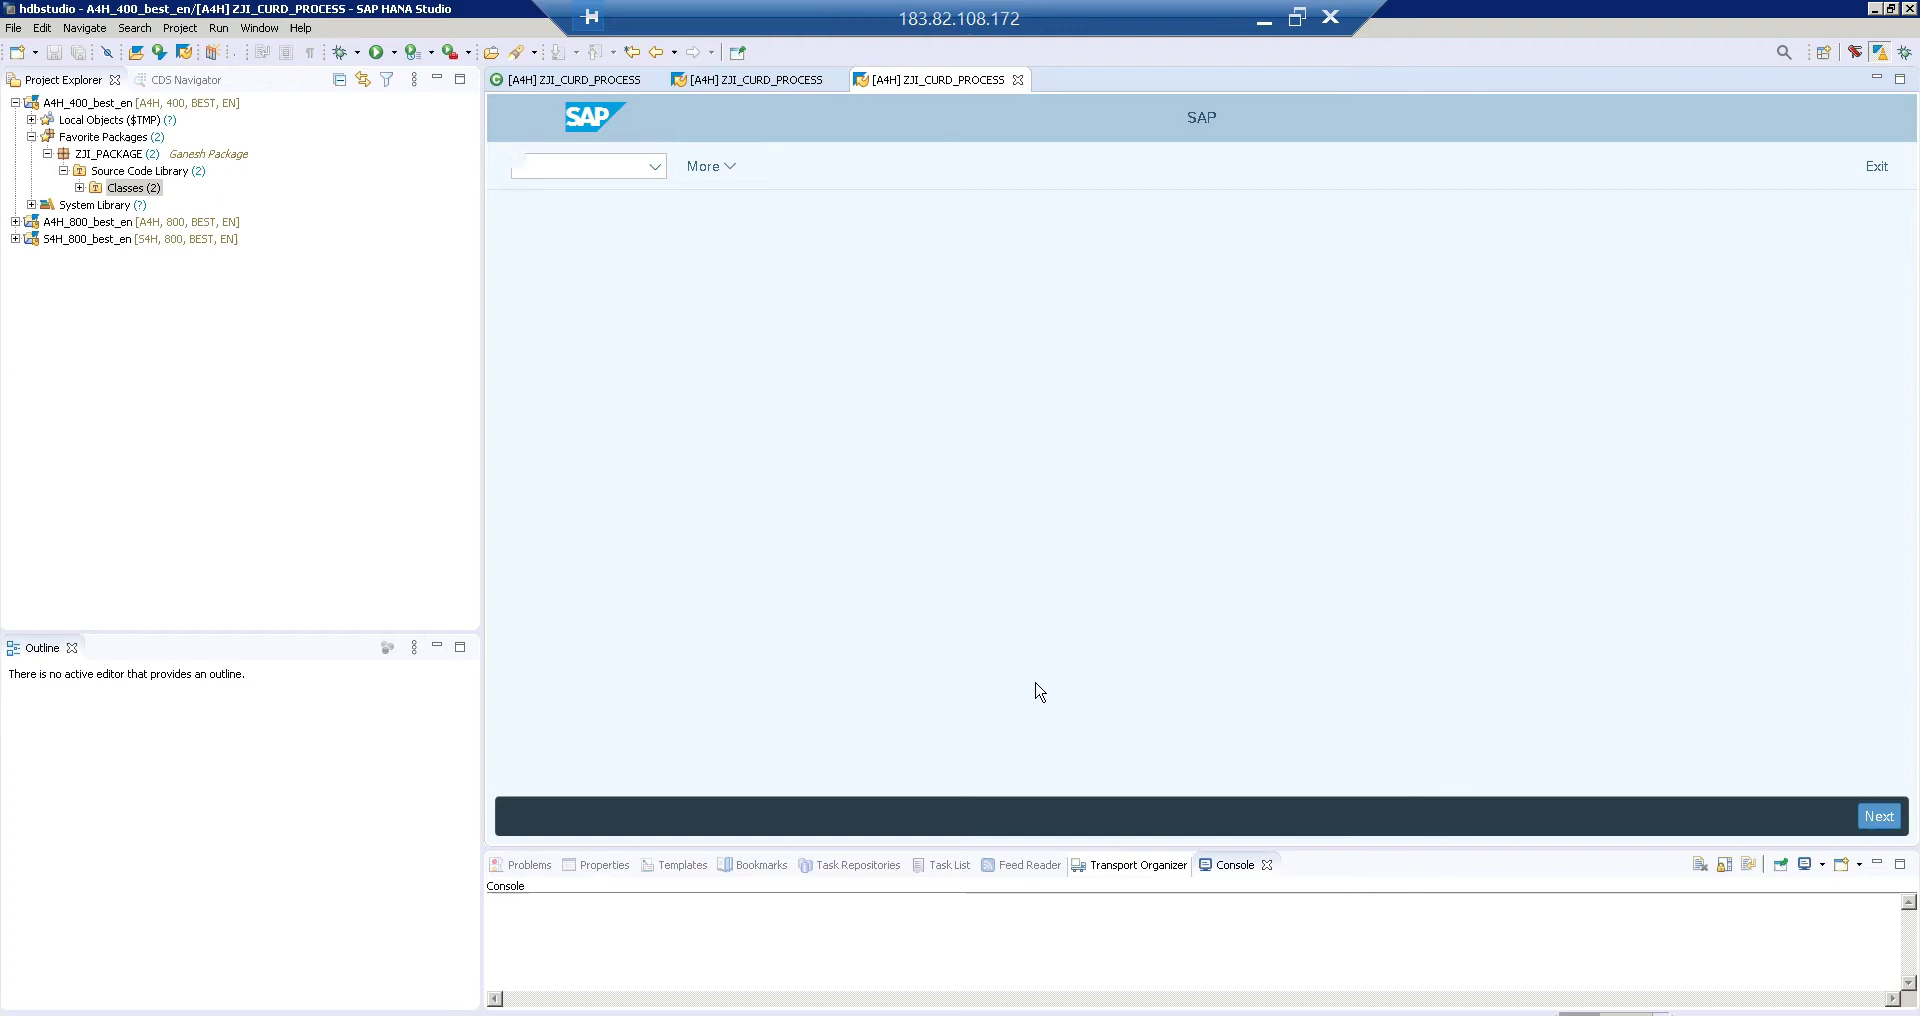 hdbstudio - A4H_400_best_en/[A4H] ZJI_CURD_PROCESS - SAP HANA Studio
183.82.108.172
File Edit Navigate Search Project Run Window Help
Project Explorer
CDS Navigator
A4H_400_best_en [A4H, 400, BEST, EN]
Local Objects ($TMP) (?)
Favorite Packages (2)
ZJI_PACKAGE (2) Ganesh Package
Source Code Library (2)
Classes (2)
System Library (?)
A4H_800_best_en [A4H, 800, BEST, EN]
S4H_800_best_en [S4H, 800, BEST, EN]
[A4H] ZJI_CURD_PROCESS
[A4H] ZJI_CURD_PROCESS
[A4H] ZJI_CURD_PROCESS
SAP
SAP
More
Exit
Next
Outline
There is no active editor that provides an outline.
Problems Properties Templates Bookmarks Task Repositories Task List Feed Reader Transport Organizer Console
Console